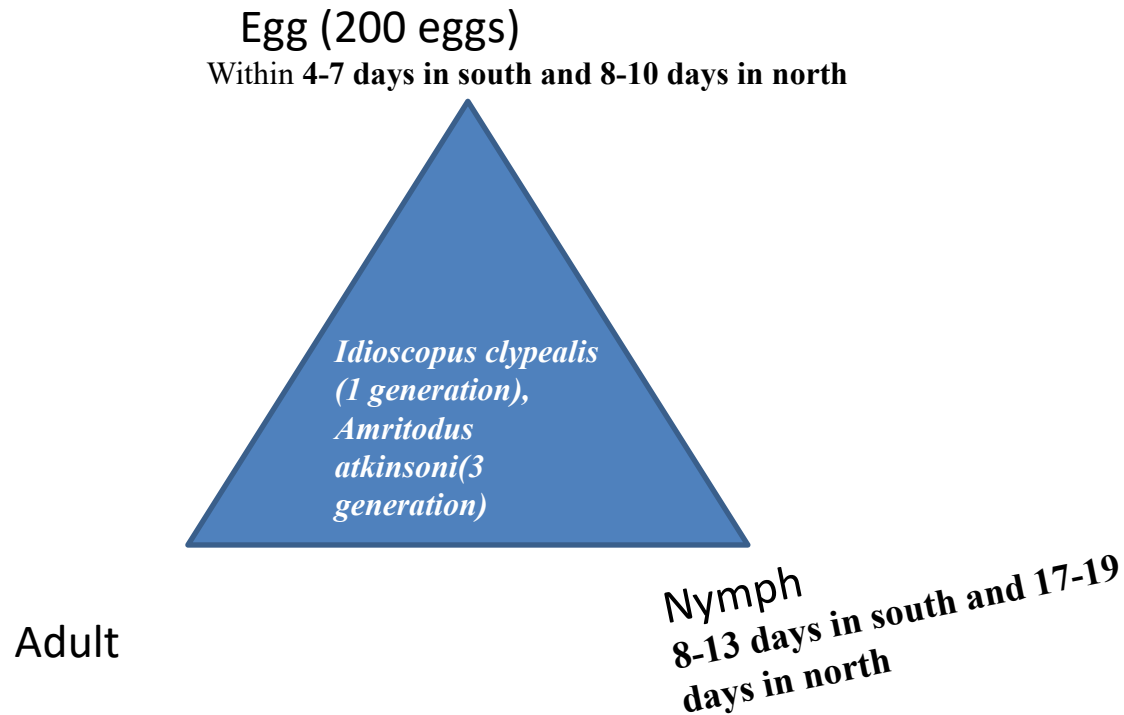 Egg (200 eggs)
Within 4-7 days in south and 8-10 days in north
Idioscopus clypealis
(1 generation),
Amritodus
atkinsoni(3
generation)
Nymph
8-13 days in south and 17-19
days in north
Adult